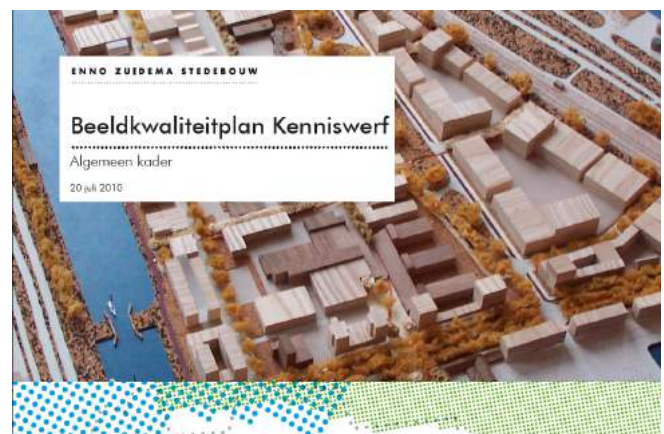 ENNO ZUIDEMA STEDEBOUW
Beeldkwaliteitplan Kenniswerf
Algemeen kader
20 juli 2010